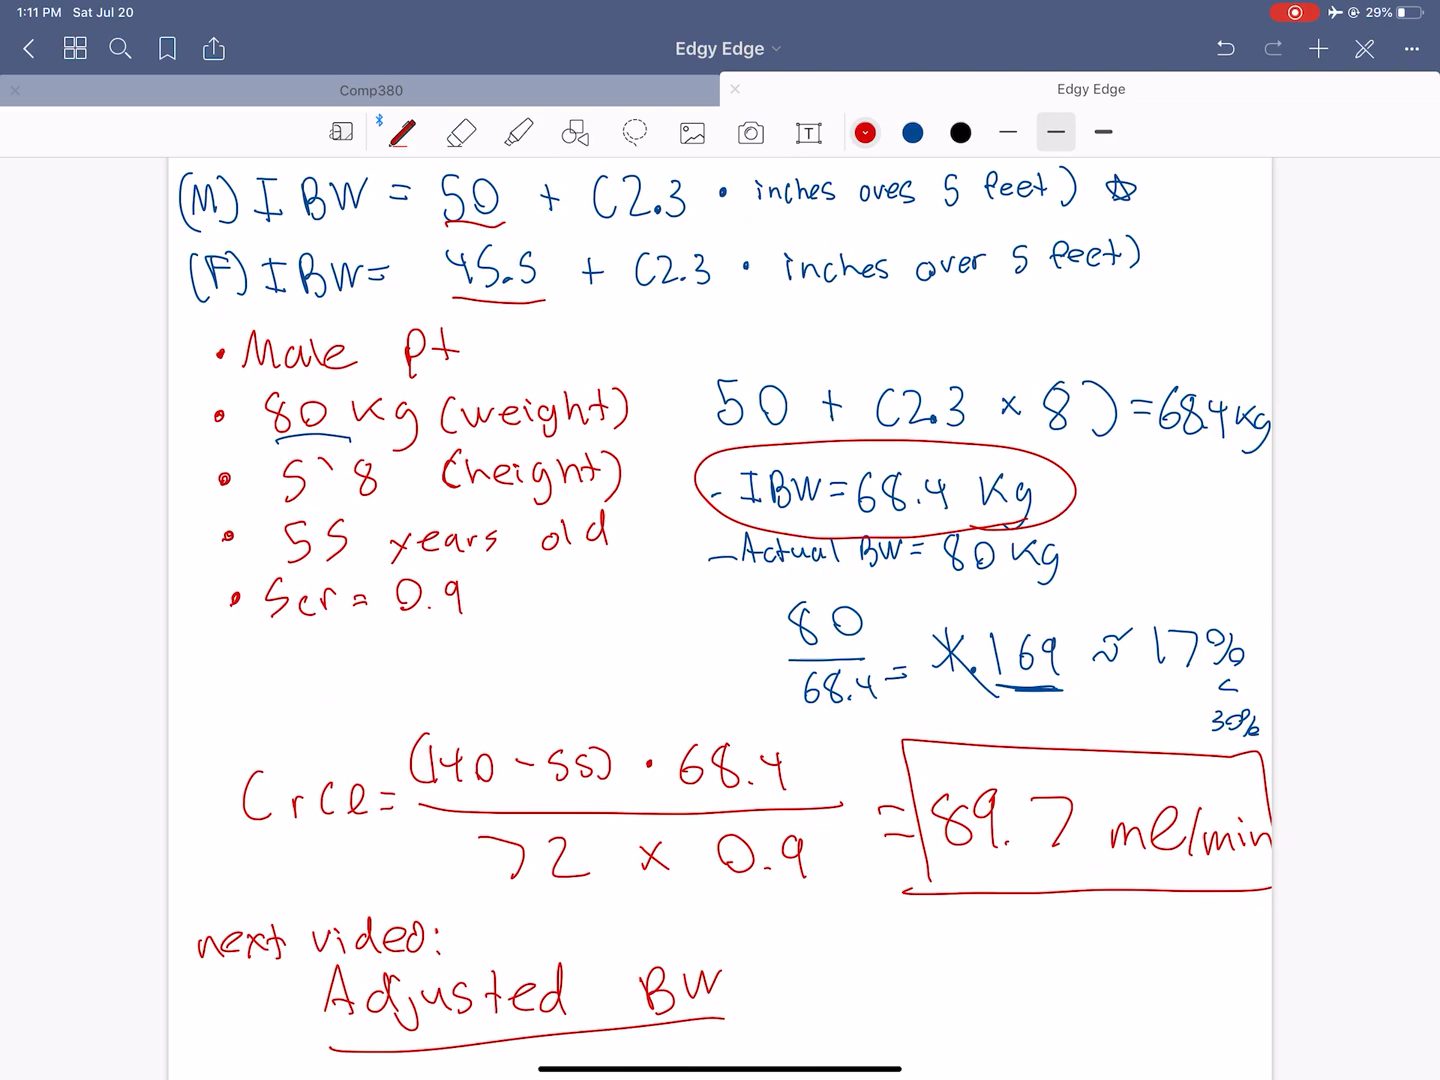 1:11 PM Sat Jul 20
29%
Edgy Edge
Comp380
Edgy Edge
(M) IBW = 50 + (2.3 • inches over 5 feet) ☆
(F) IBW = 45.5 + (2.3 • inches over 5 feet)
• Male pt
• 80 kg (weight)
• 5`8 (height)
• 55 years old
• Scr = 0.9
50 + (2.3 × 8) = 68.4 kg
- IBW = 68.4 Kg
- Actual BW = 80 Kg
80
68.4 = .169 ≈ 17%
<
30%
(140 - 55) • 68.4
CrCl =
72 × 0.9
= 89.7 ml/min
next video:
Adjusted BW